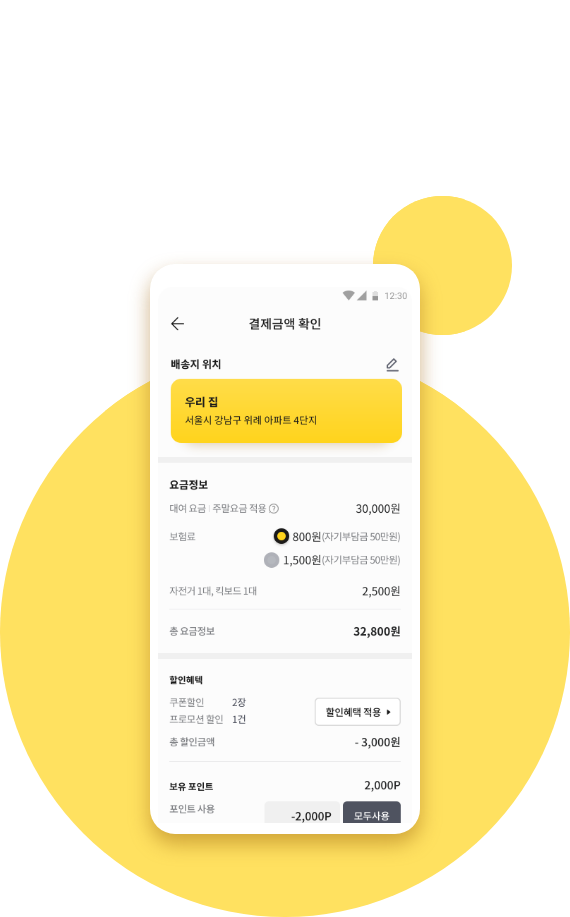 12:30
결제금액 확인
배송지 위치
우리 집
서울시 강남구 위례 아파트 4단지
요금정보
대여 요금 | 주말요금 적용 ? 30,000원
보험료 800원(자기부담금 50만원)
1,500원(자기부담금 50만원)
자전거 1대, 킥보드 1대 2,500원
총 요금정보 32,800원
할인혜텍
쿠폰할인 2장
프로모션 할인 1건
할인혜택 적용
총 할인금액 - 3,000원
보유 포인트 2,000P
포인트 사용 -2,000P 모두사용